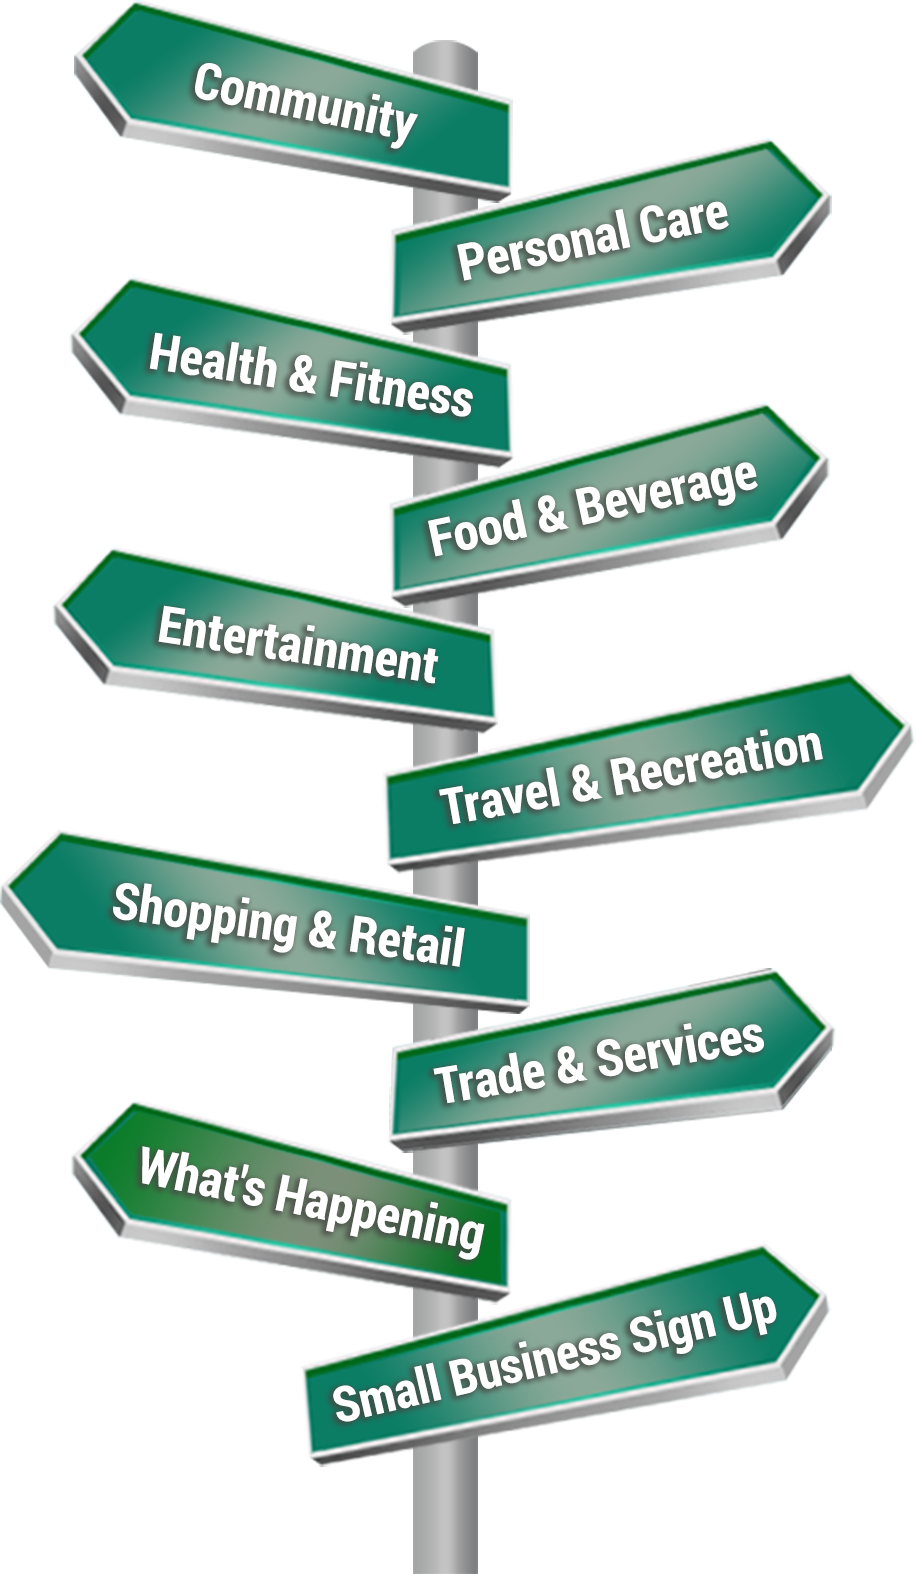 Community
Personal Care
Health & Fitness
Food & Beverage
Entertainment
Travel & Recreation
Shopping & Retail
Trade & Services
What's Happening
Small Business Sign Up